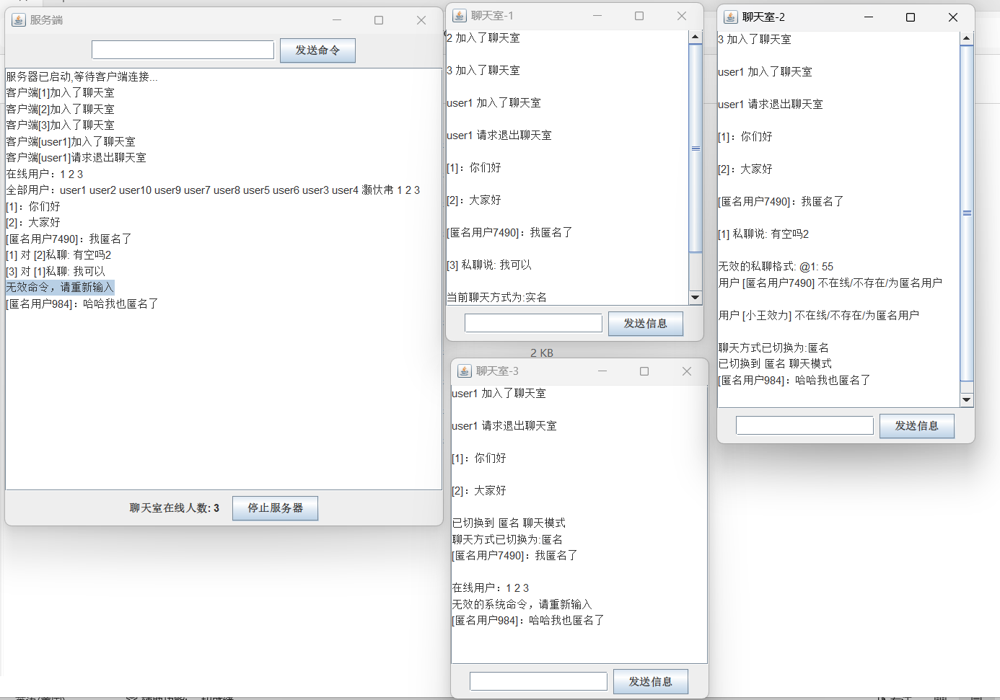 服务端
发送命令
服务器已启动,等待客户端连接...
客户端[1]加入了聊天室
客户端[2]加入了聊天室
客户端[3]加入了聊天室
客户端[user1]加入了聊天室
客户端[user1]请求退出聊天室
在线用户：1 2 3
全部用户：user1 user2 user10 user9 user7 user8 user5 user6 user3 user4 灏忕帇 1 2 3
[1]：你们好
[2]：大家好
[匿名用户7490]：我匿名了
[1] 对 [2]私聊: 有空吗2
[3] 对 [1]私聊: 我可以
无效命令，请重新输入
[匿名用户984]：哈哈我也匿名了
聊天室在线人数: 3
停止服务器
聊天室-1
2 加入了聊天室
3 加入了聊天室
user1 加入了聊天室
user1 请求退出聊天室
[1]：你们好
[2]：大家好
[匿名用户7490]：我匿名了
[3] 私聊说: 我可以
当前聊天方式为:实名
发送信息
2 KB
聊天室-3
user1 加入了聊天室
user1 请求退出聊天室
[1]：你们好
[2]：大家好
已切换到 匿名 聊天模式
聊天方式已切换为:匿名
[匿名用户7490]：我匿名了
在线用户：1 2 3
无效的系统命令，请重新输入
[匿名用户984]：哈哈我也匿名了
发送信息
聊天室-2
3 加入了聊天室
user1 加入了聊天室
user1 请求退出聊天室
[1]：你们好
[2]：大家好
[匿名用户7490]：我匿名了
[1] 私聊说: 有空吗2
无效的私聊格式: @1: 55
用户 [匿名用户7490] 不在线/不存在/为匿名用户
用户 [小王效力] 不在线/不存在/为匿名用户
聊天方式已切换为:匿名
已切换到 匿名 聊天模式
[匿名用户984]：哈哈我也匿名了
发送信息